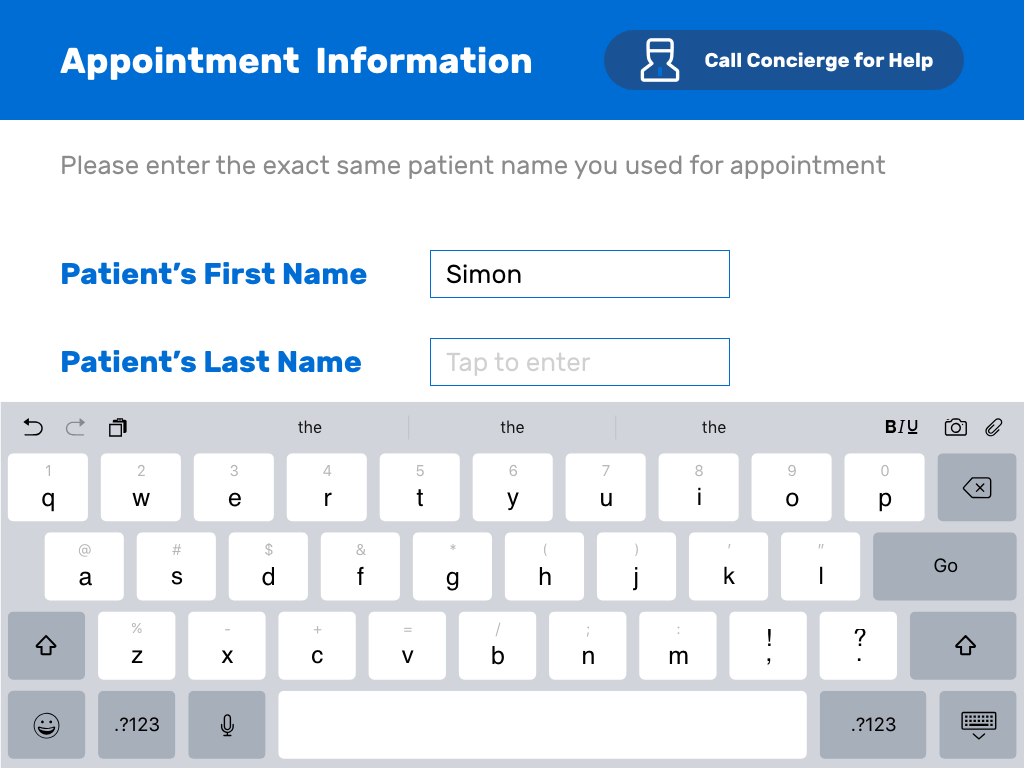 Appointment Information
Call Concierge for Help
Please enter the exact same patient name you used for appointment
Patient’s First Name
Simon
Patient’s Last Name
Tap to enter
the the the BIU
1 2 3 4 5 6 7 8 9 0
q w e r t y u i o p
@ # $ & * ( ) ' "
a s d f g h j k l Go
% - + = / ; : ! ?
z x c v b n m , .
.?123 .?123